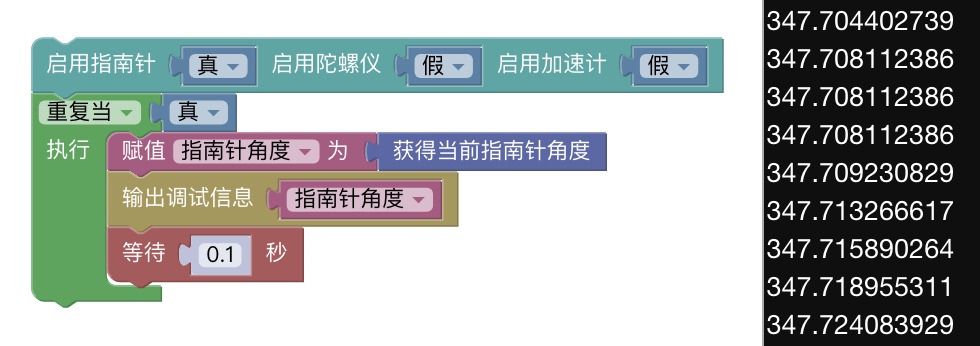 启用指南针 真 启用陀螺仪 假 启用加速计 假
重复当 真
执行 赋值 指南针角度 为 获得当前指南针角度
输出调试信息 指南针角度
等待 0.1 秒
347.704402739
347.708112386
347.708112386
347.708112386
347.709230829
347.713266617
347.715890264
347.718955311
347.724083929